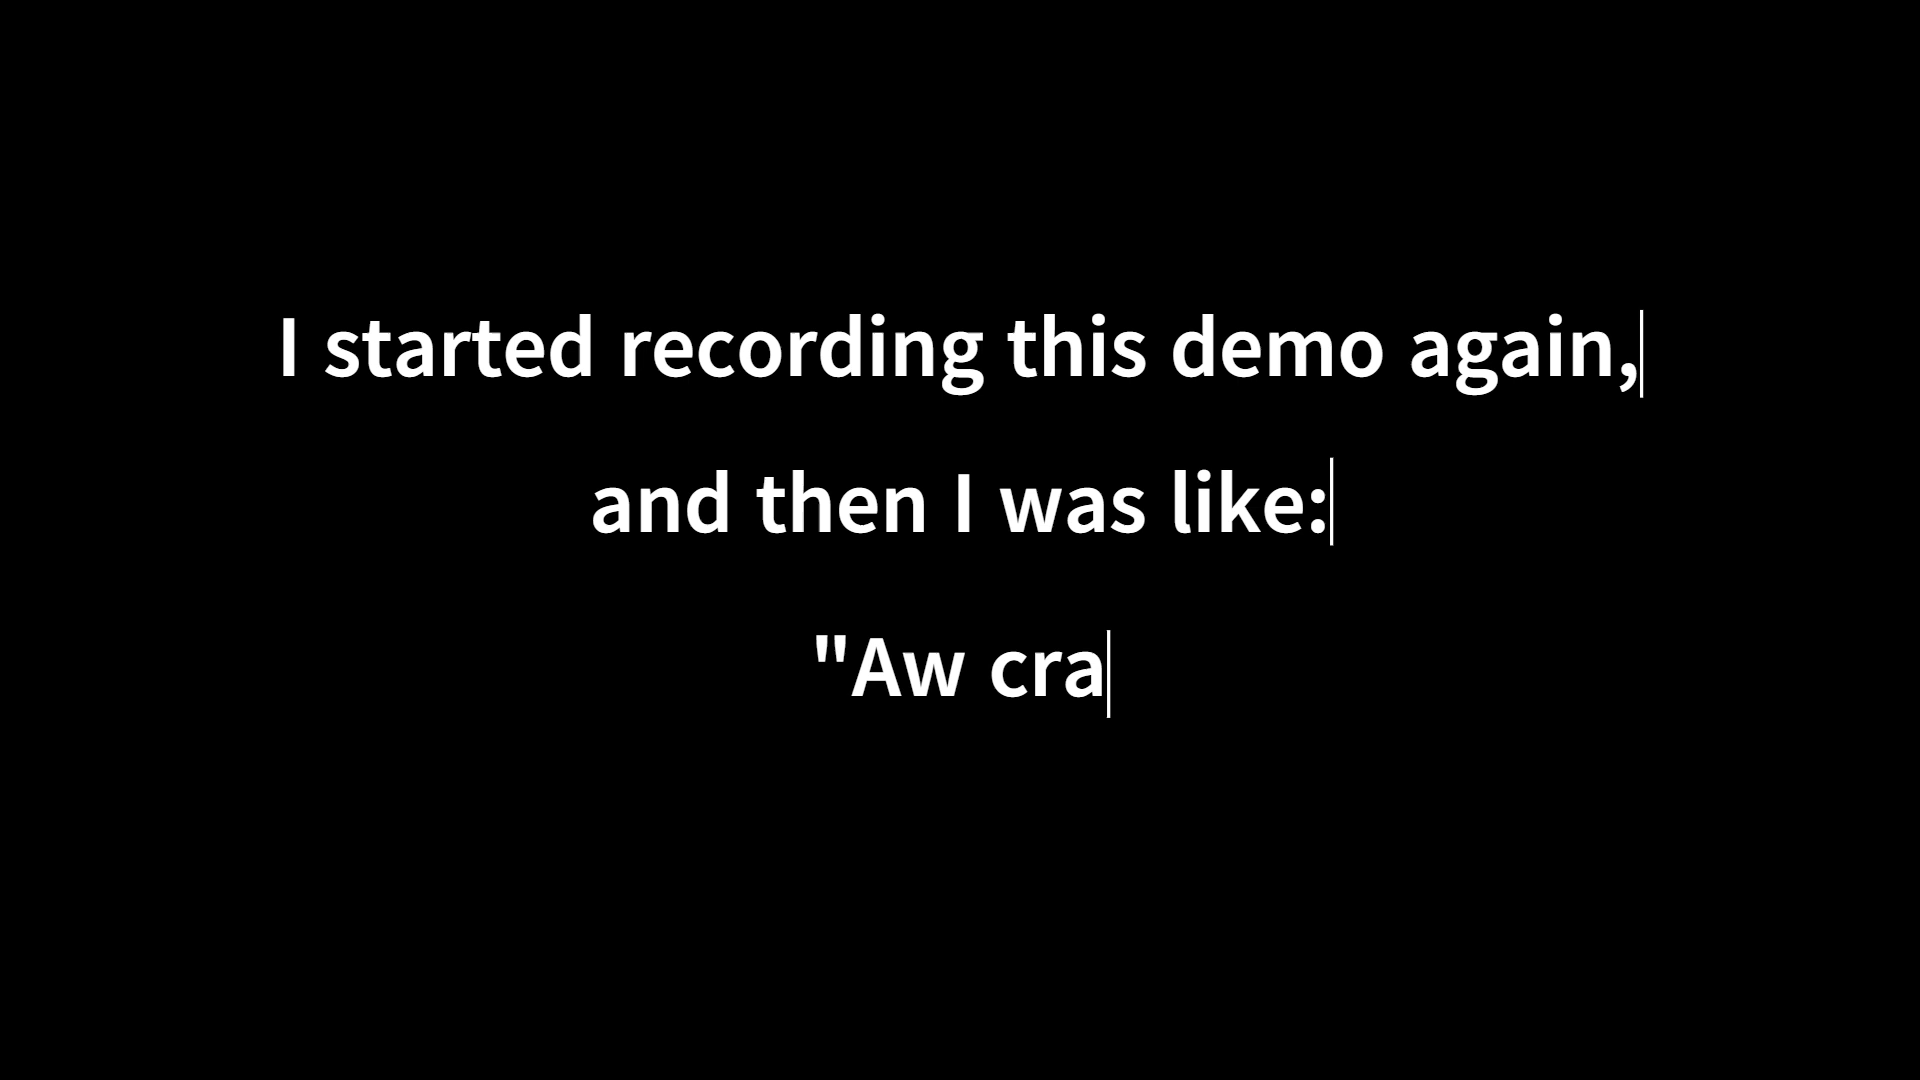 I started recording this demo again,
and then I was like:
"Aw cra